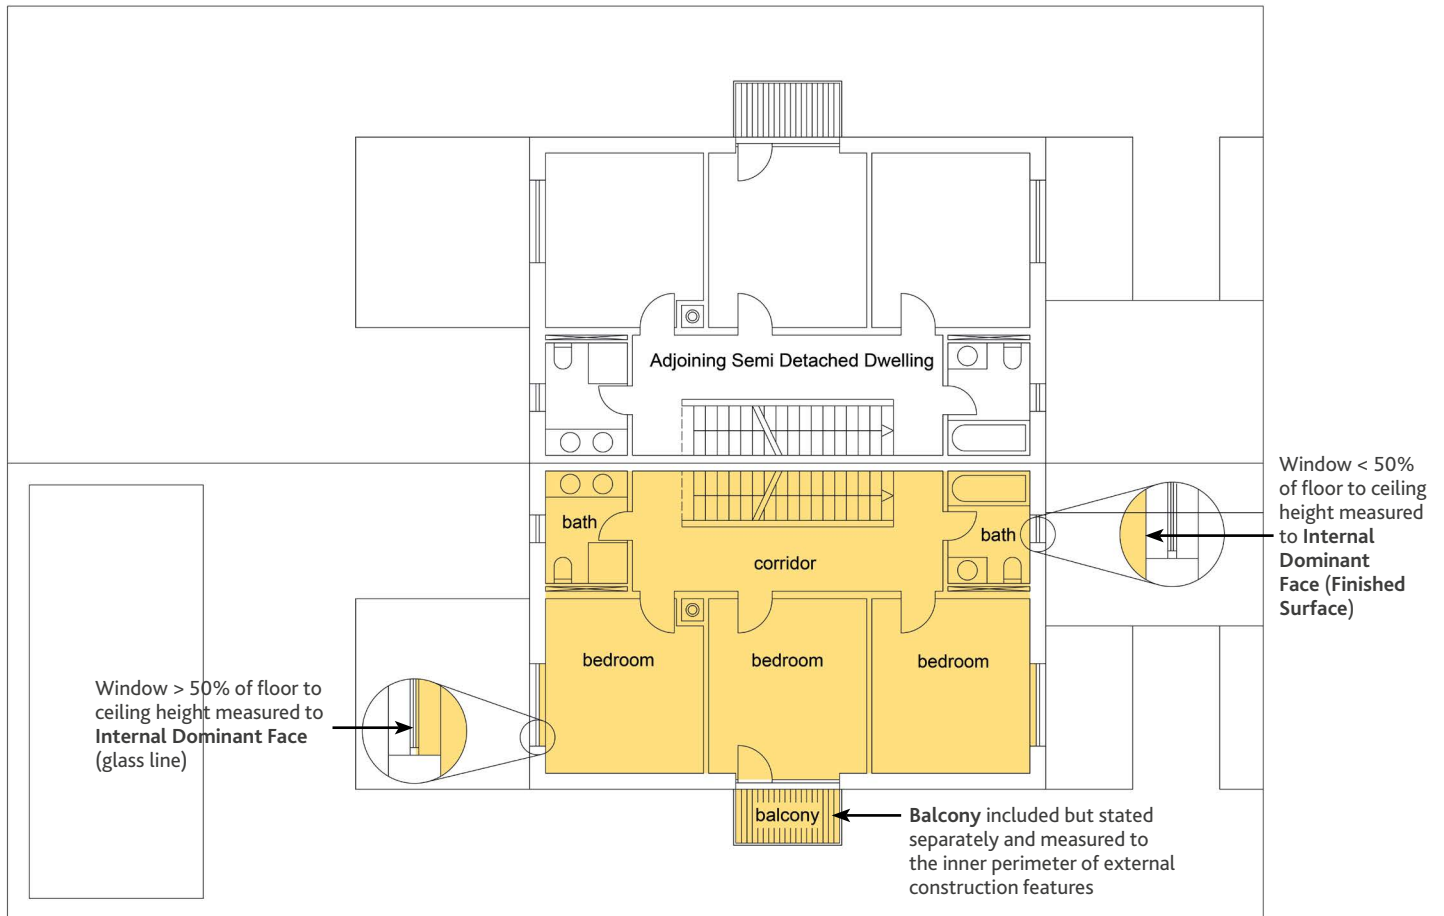 Adjoining Semi Detached Dwelling
Window < 50%
of floor to
ceiling height
height measured
to Internal
Dominant
Face (Finished
Surface)
bath
bath
corridor
bedroom
bedroom
bedroom
Window > 50% of floor to
ceiling height measured to
Internal Dominant Face
(glass line)
balcony
Balcony included but stated
separately and measured to
the inner perimeter of external
construction features